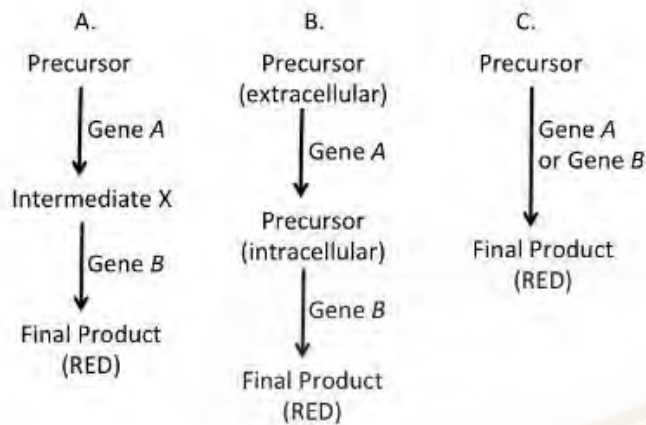 A.
Precursor
Gene A
Intermediate X
Gene B
Final Product
(RED)
B.
Precursor
(extracellular)
Gene A
Precursor
(intracellular)
Gene B
Final Product
(RED)
C.
Precursor
Gene A
or Gene B
Final Product
(RED)